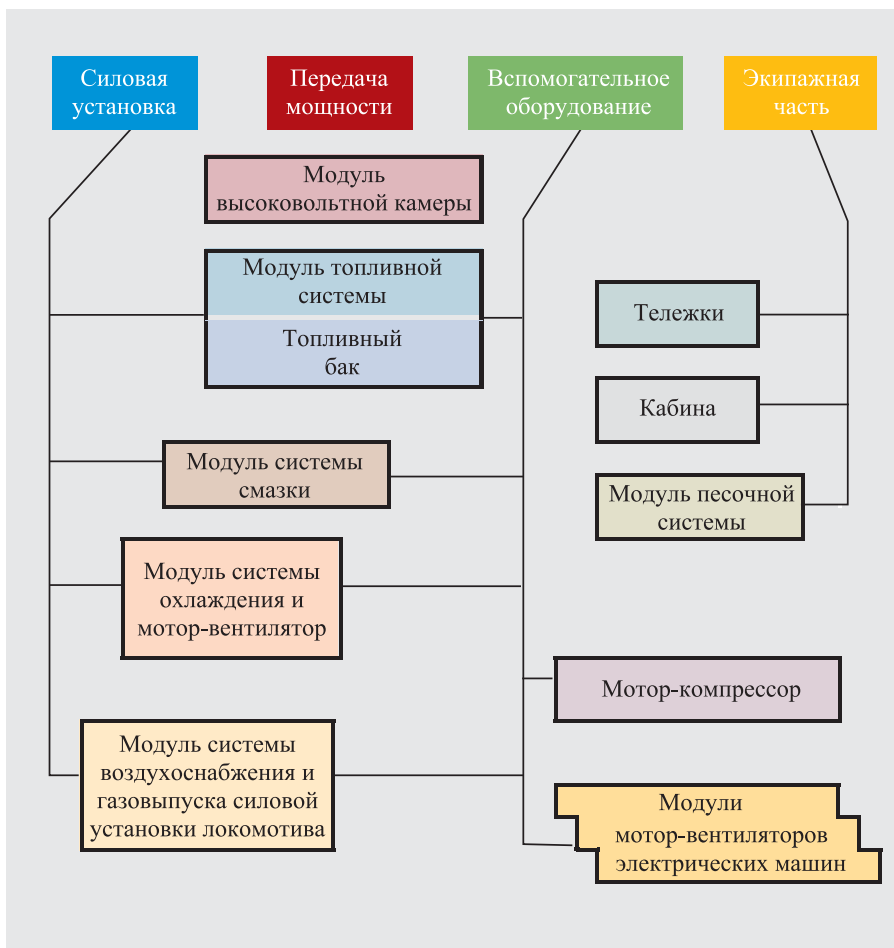 Силовая
установка
Передача
мощности
Вспомогательное
оборудование
Экипажная
часть
Модуль
высоковольтной камеры
Модуль топливной
системы
Топливный
бак
Тележки
Кабина
Модуль системы
смазки
Модуль песочной
системы
Модуль системы
охлаждения и
мотор-вентилятор
Мотор-компрессор
Модуль системы
воздухоснабжения и
газовыпуска силовой
установки локомотива
Модули
мотор-вентиляторов
электрических машин